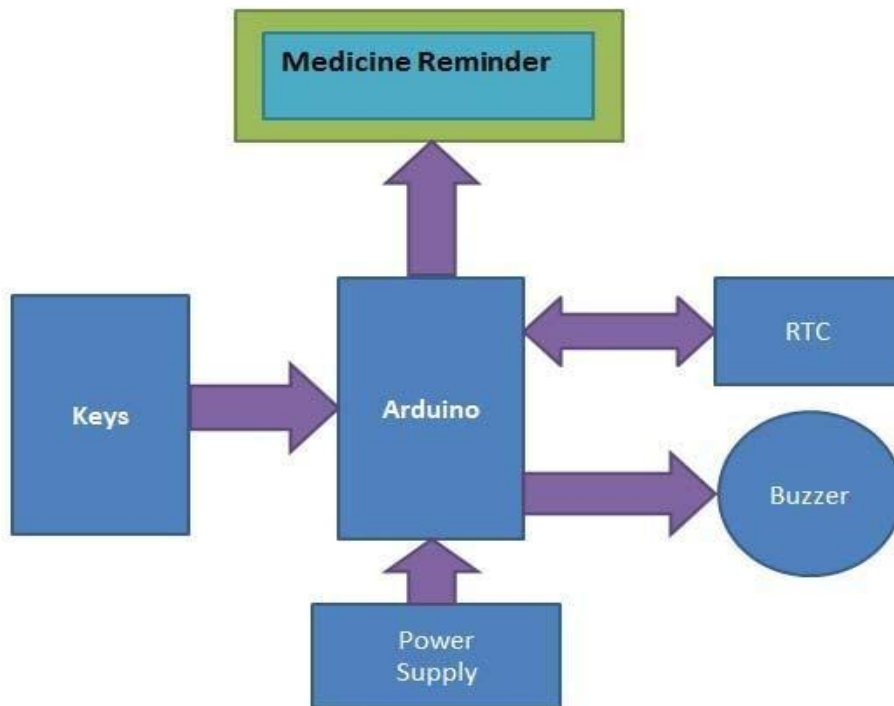 Medicine Reminder
Keys
Arduino
RTC
Buzzer
Power
Supply